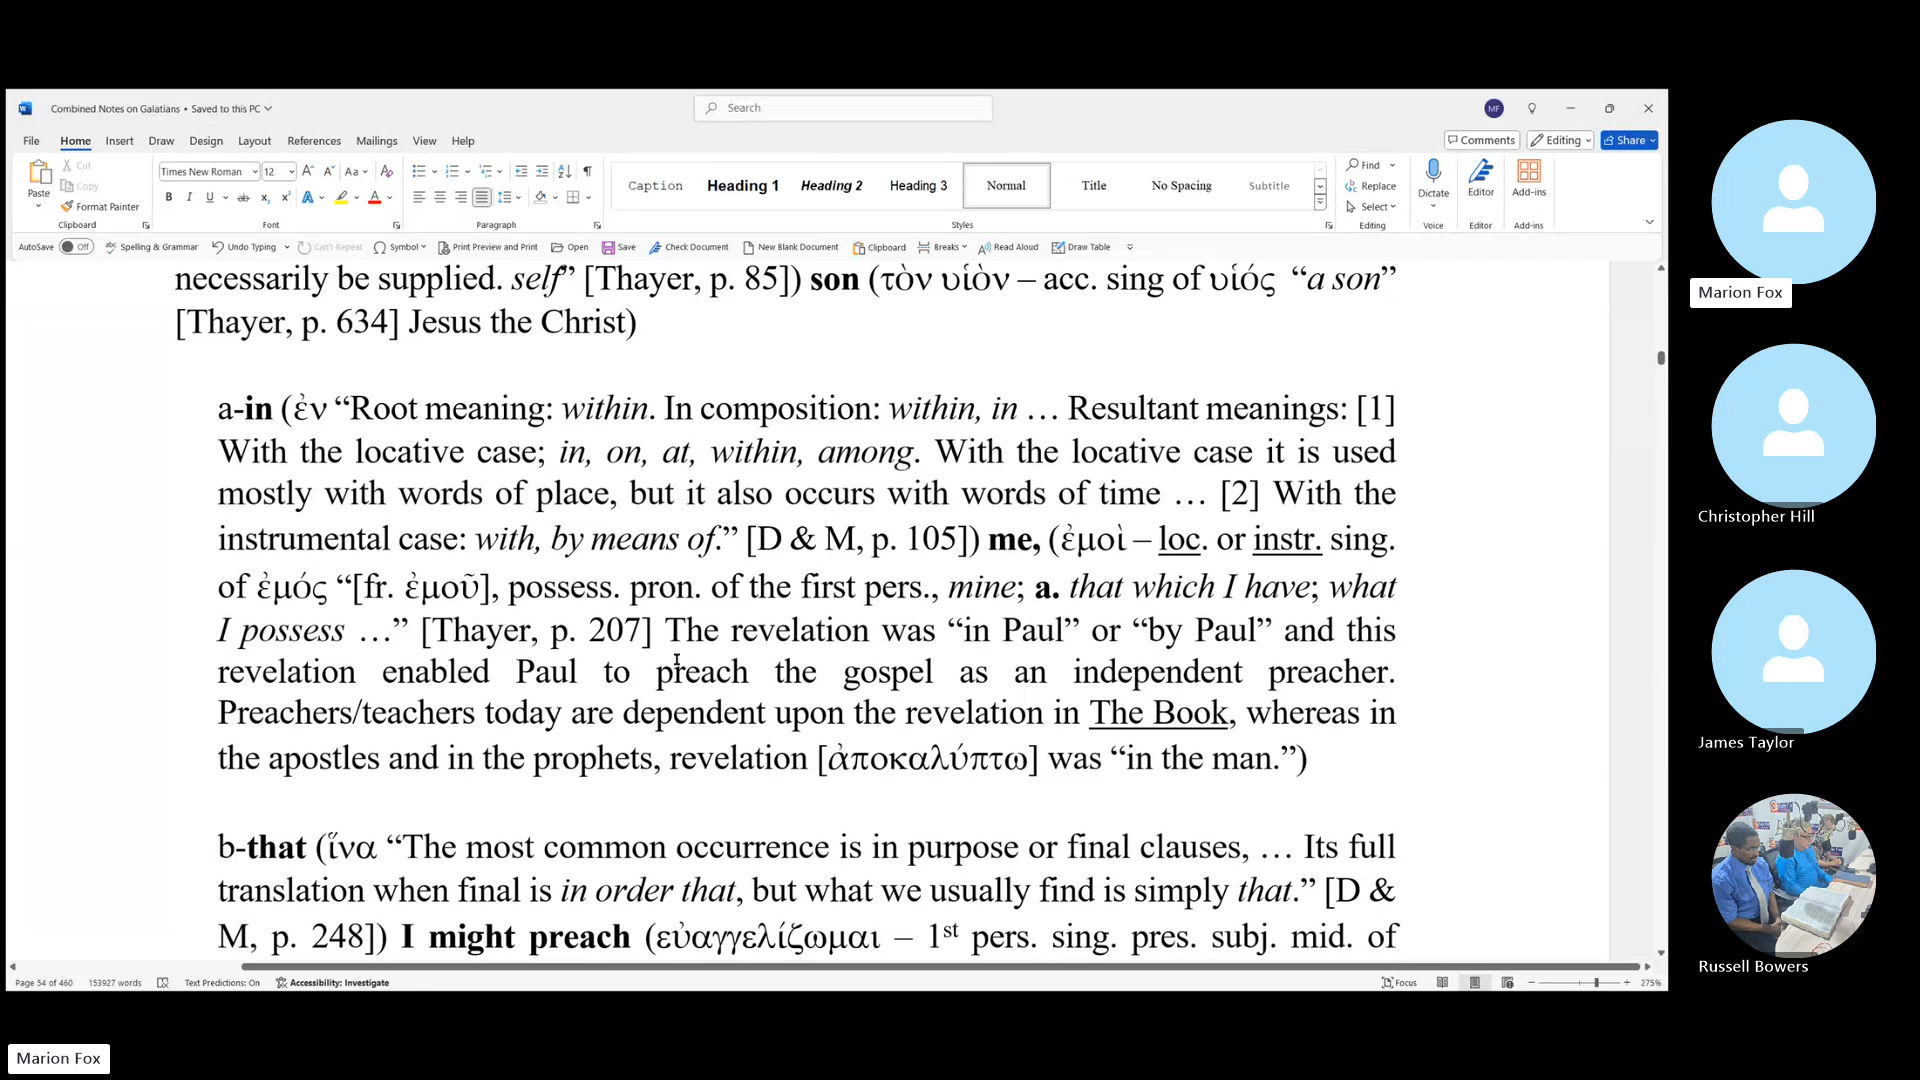 Combined Notes on Galatians • Saved to this PC
Search
MF
File Home Insert Draw Design Layout References Mailings View Help
Comments Editing Share
Paste Cut Copy Format Painter
Times New Roman 12
Caption Heading 1 Heading 2 Heading 3 Normal Title No Spacing Subtitle
Find Replace Select
Dictate Editor Add-ins
Clipboard Font Paragraph Styles Editing Voice Editor Add-ins
AutoSave Off Spelling & Grammar Undo Typing Can't Repeat Symbol Print Preview and Print Open Save Check Document New Blank Document Clipboard Breaks Read Aloud Draw Table
necessarily be supplied. self” [Thayer, p. 85]) son (τὸν υἱὸν – acc. sing of υἱός “a son”
[Thayer, p. 634] Jesus the Christ)
a-in (ἐν “Root meaning: within. In composition: within, in … Resultant meanings: [1]
With the locative case; in, on, at, within, among. With the locative case it is used
mostly with words of place, but it also occurs with words of time … [2] With the
instrumental case: with, by means of.” [D & M, p. 105]) me, (ἐμοὶ – loc. or instr. sing.
of ἐμός “[fr. ἐμοῦ], possess. pron. of the first pers., mine; a. that which I have; what
I possess …” [Thayer, p. 207] The revelation was “in Paul” or “by Paul” and this
revelation enabled Paul to preach the gospel as an independent preacher.
Preachers/teachers today are dependent upon the revelation in The Book, whereas in
the apostles and in the prophets, revelation [ἀποκαλύπτω] was “in the man.”)
b-that (ἵνα “The most common occurrence is in purpose or final clauses, … Its full
translation when final is in order that, but what we usually find is simply that.” [D &
M, p. 248]) I might preach (εὐαγγελίζωμαι – 1st pers. sing. pres. subj. mid. of
Page 54 of 460 153927 words Text Predictions: On Accessibility: Investigate Focus 275%
Marion Fox
Christopher Hill
James Taylor
Russell Bowers
Marion Fox